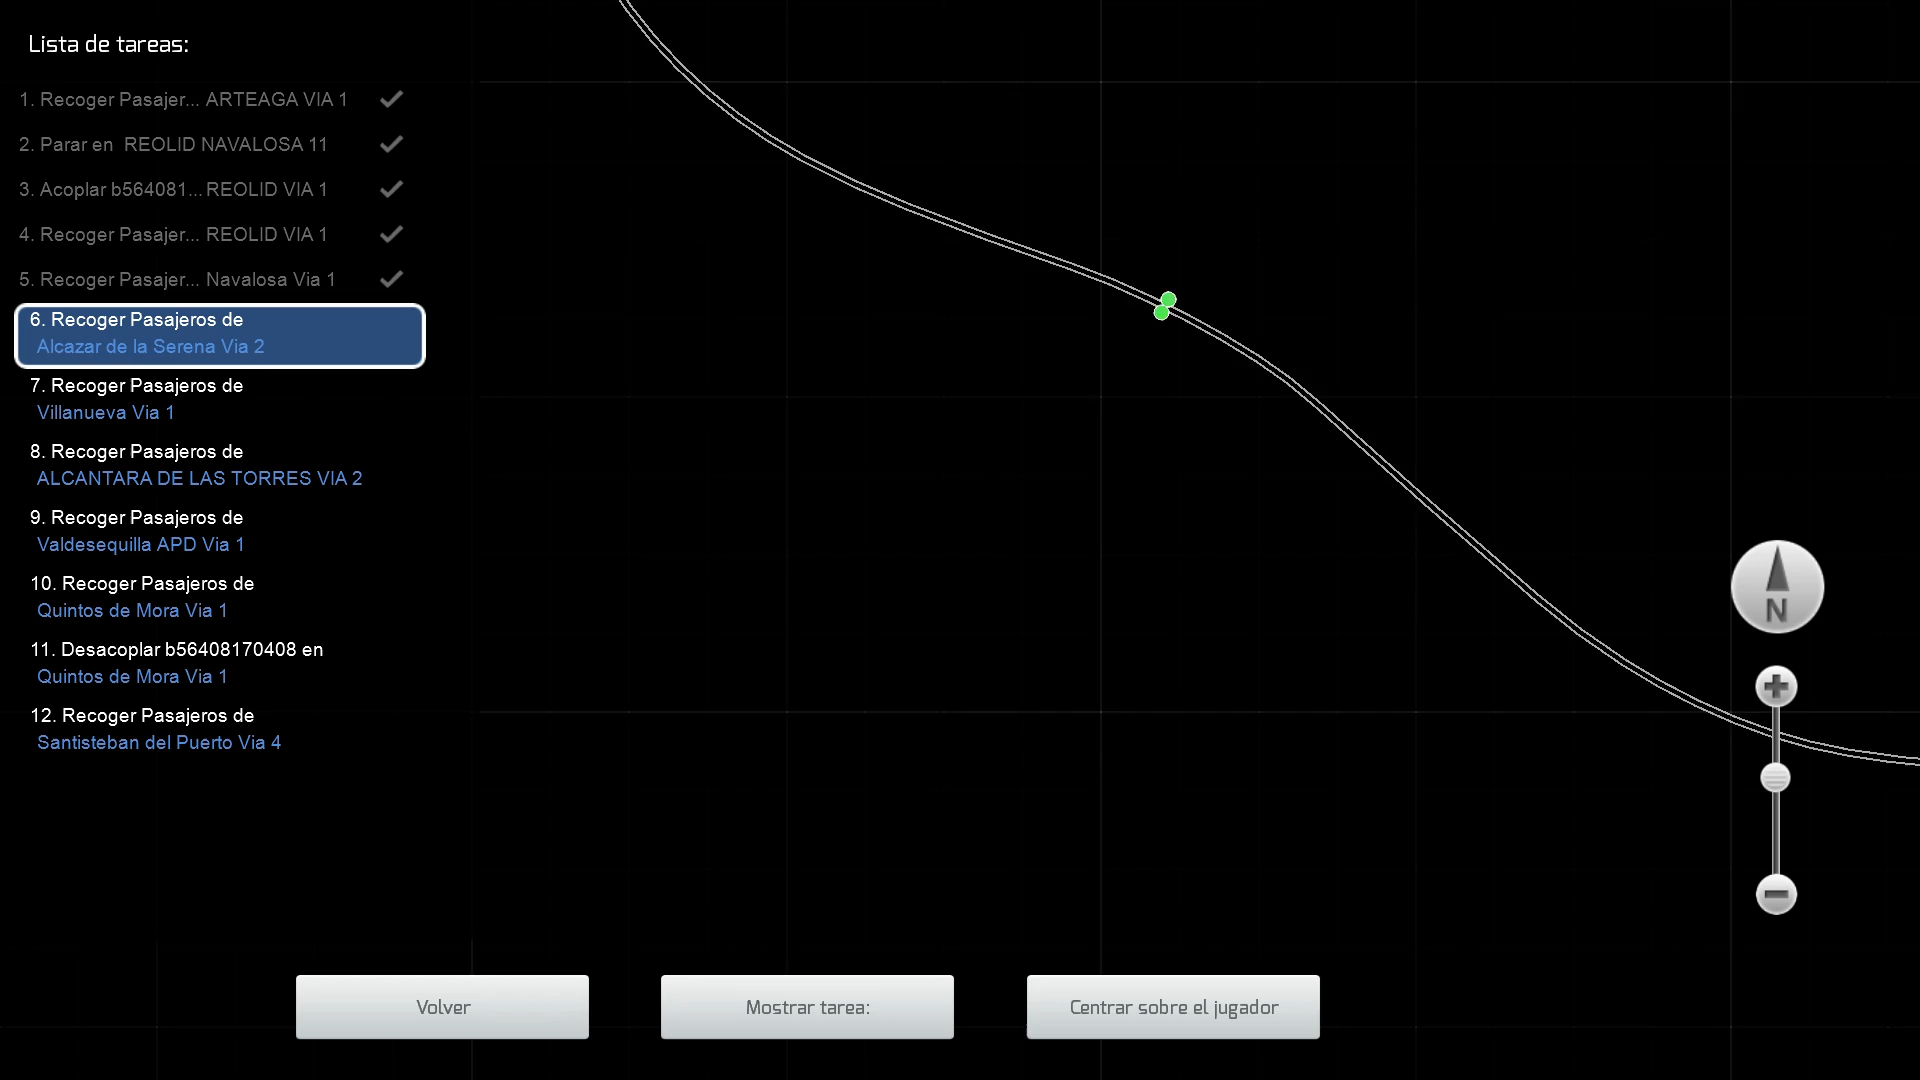 Lista de tareas:
1. Recoger Pasajer... ARTEAGA VIA 1
2. Parar en  REOLID NAVALOSA 11
3. Acoplar b564081... REOLID VIA 1
4. Recoger Pasajer... REOLID VIA 1
5. Recoger Pasajer... Navalosa Via 1
6. Recoger Pasajeros de
Alcazar de la Serena Via 2
7. Recoger Pasajeros de
Villanueva Via 1
8. Recoger Pasajeros de
ALCANTARA DE LAS TORRES VIA 2
9. Recoger Pasajeros de
Valdesequilla APD Via 1
10. Recoger Pasajeros de
Quintos de Mora Via 1
11. Desacoplar b56408170408 en
Quintos de Mora Via 1
12. Recoger Pasajeros de
Santisteban del Puerto Via 4
N
Volver
Mostrar tarea:
Centrar sobre el jugador